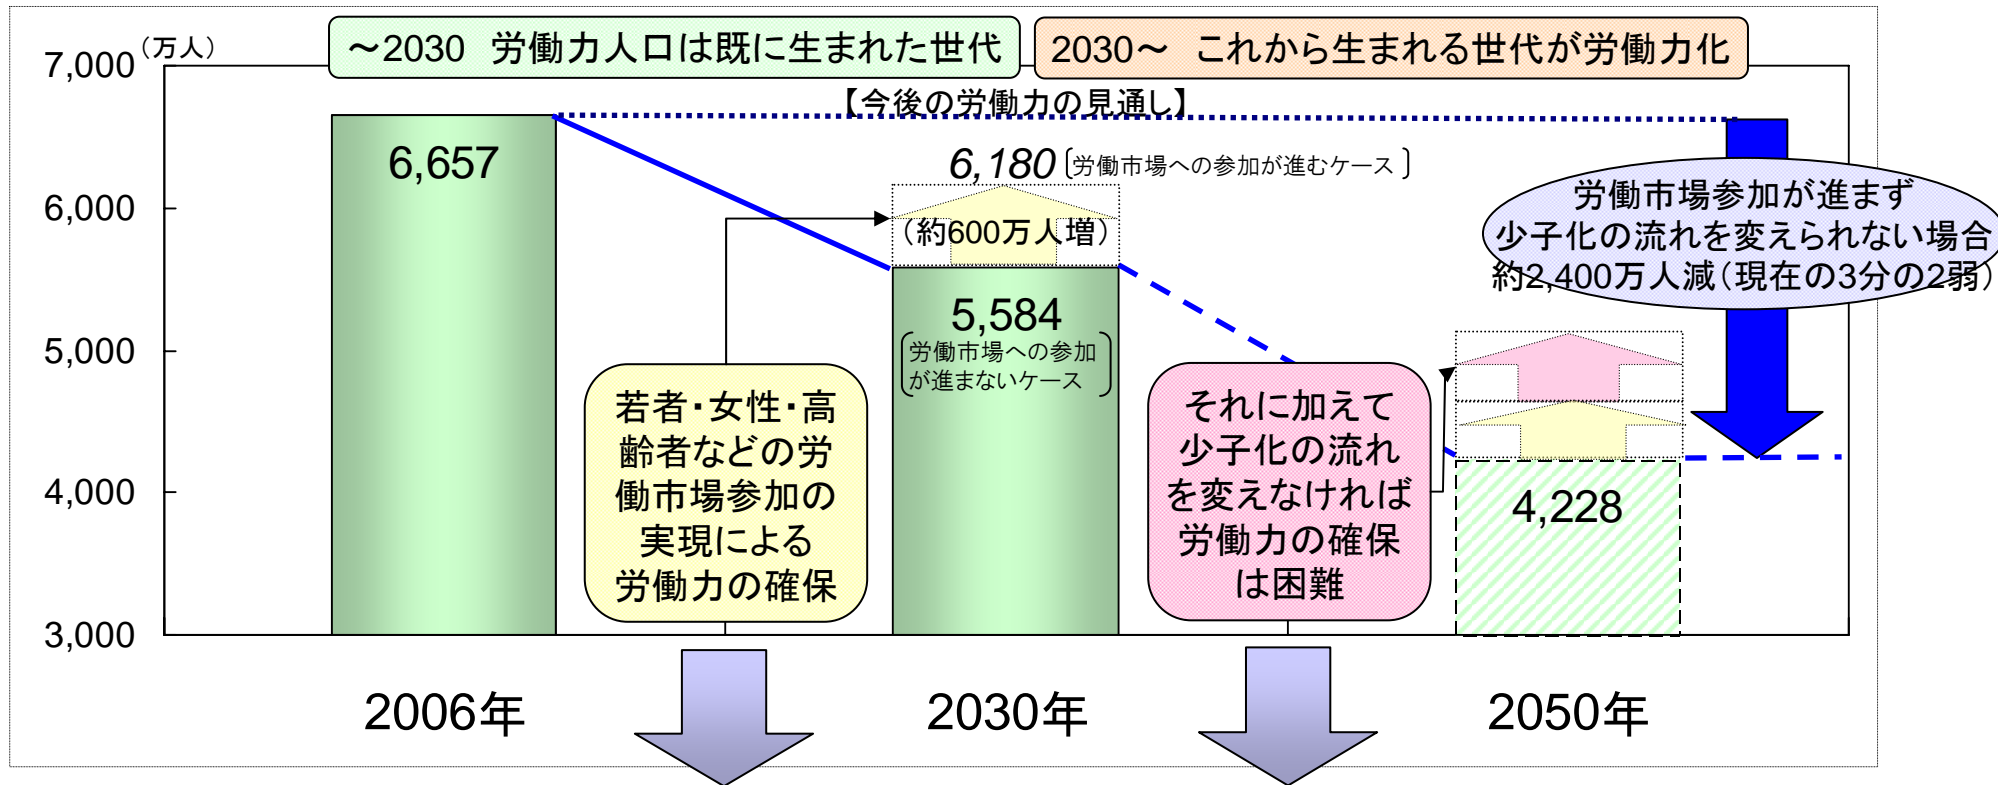 ～2030 労働力人口は既に生まれた世代
2030～ これから生まれる世代が労働力化
（万人）
【今後の労働力の見通し】
7,000
6,000
5,000
4,000
3,000
6,657
6,180
労働市場への参加が進むケース
（約600万人増）
5,584
労働市場への参加
が進まないケース
若者・女性・高
齢者などの労
働市場参加の
実現による
労働力の確保
それに加えて
少子化の流れ
を変えなければ
労働力の確保
は困難
労働市場参加が進まず
少子化の流れを変えられない場合
約2,400万人減（現在の3分の2弱）
4,228
2006年
2030年
2050年